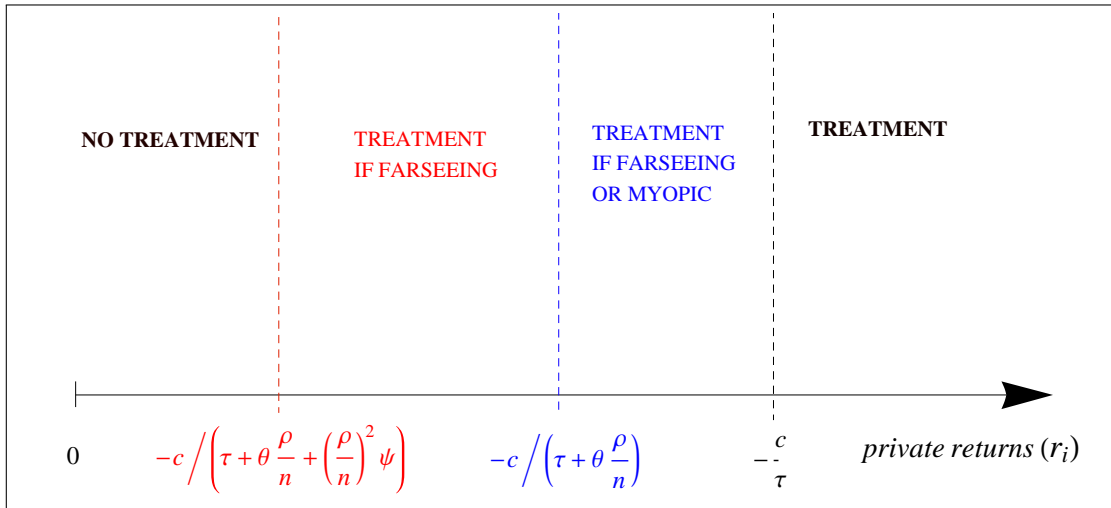 NO TREATMENT
TREATMENT
IF FARSEEING
TREATMENT
IF FARSEEING
OR MYOPIC
TREATMENT
0
−c/(τ + θ ρ/n + (ρ/n)² ψ)
−c/(τ + θ ρ/n)
−c/τ
private returns (rᵢ)